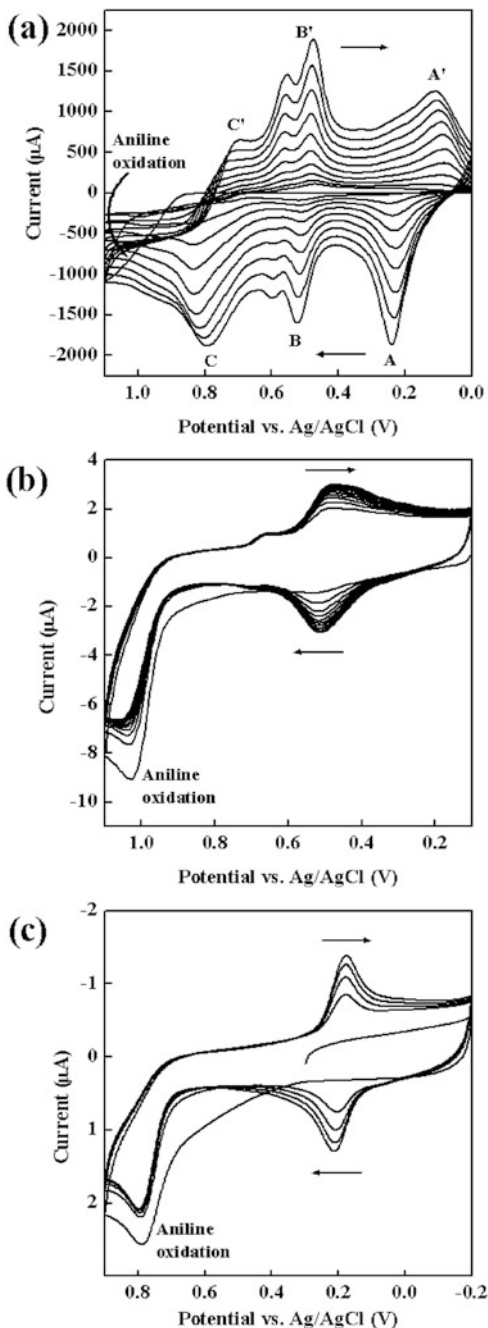 (a)
2000
1500
1000
500
0
-500
-1000
-1500
-2000
Current (µA)
Aniline
oxidation
C'
B'
A'
C
B
A
1.0
0.8
0.6
0.4
0.2
0.0
Potential vs. Ag/AgCl (V)
(b)
4
2
0
-2
-4
-6
-8
-10
Current (µA)
Aniline
oxidation
1.0
0.8
0.6
0.4
0.2
Potential vs. Ag/AgCl (V)
(c)
-2
-1
0
1
2
Current (µA)
Aniline
oxidation
0.8
0.6
0.4
0.2
0.0
-0.2
Potential vs. Ag/AgCl (V)